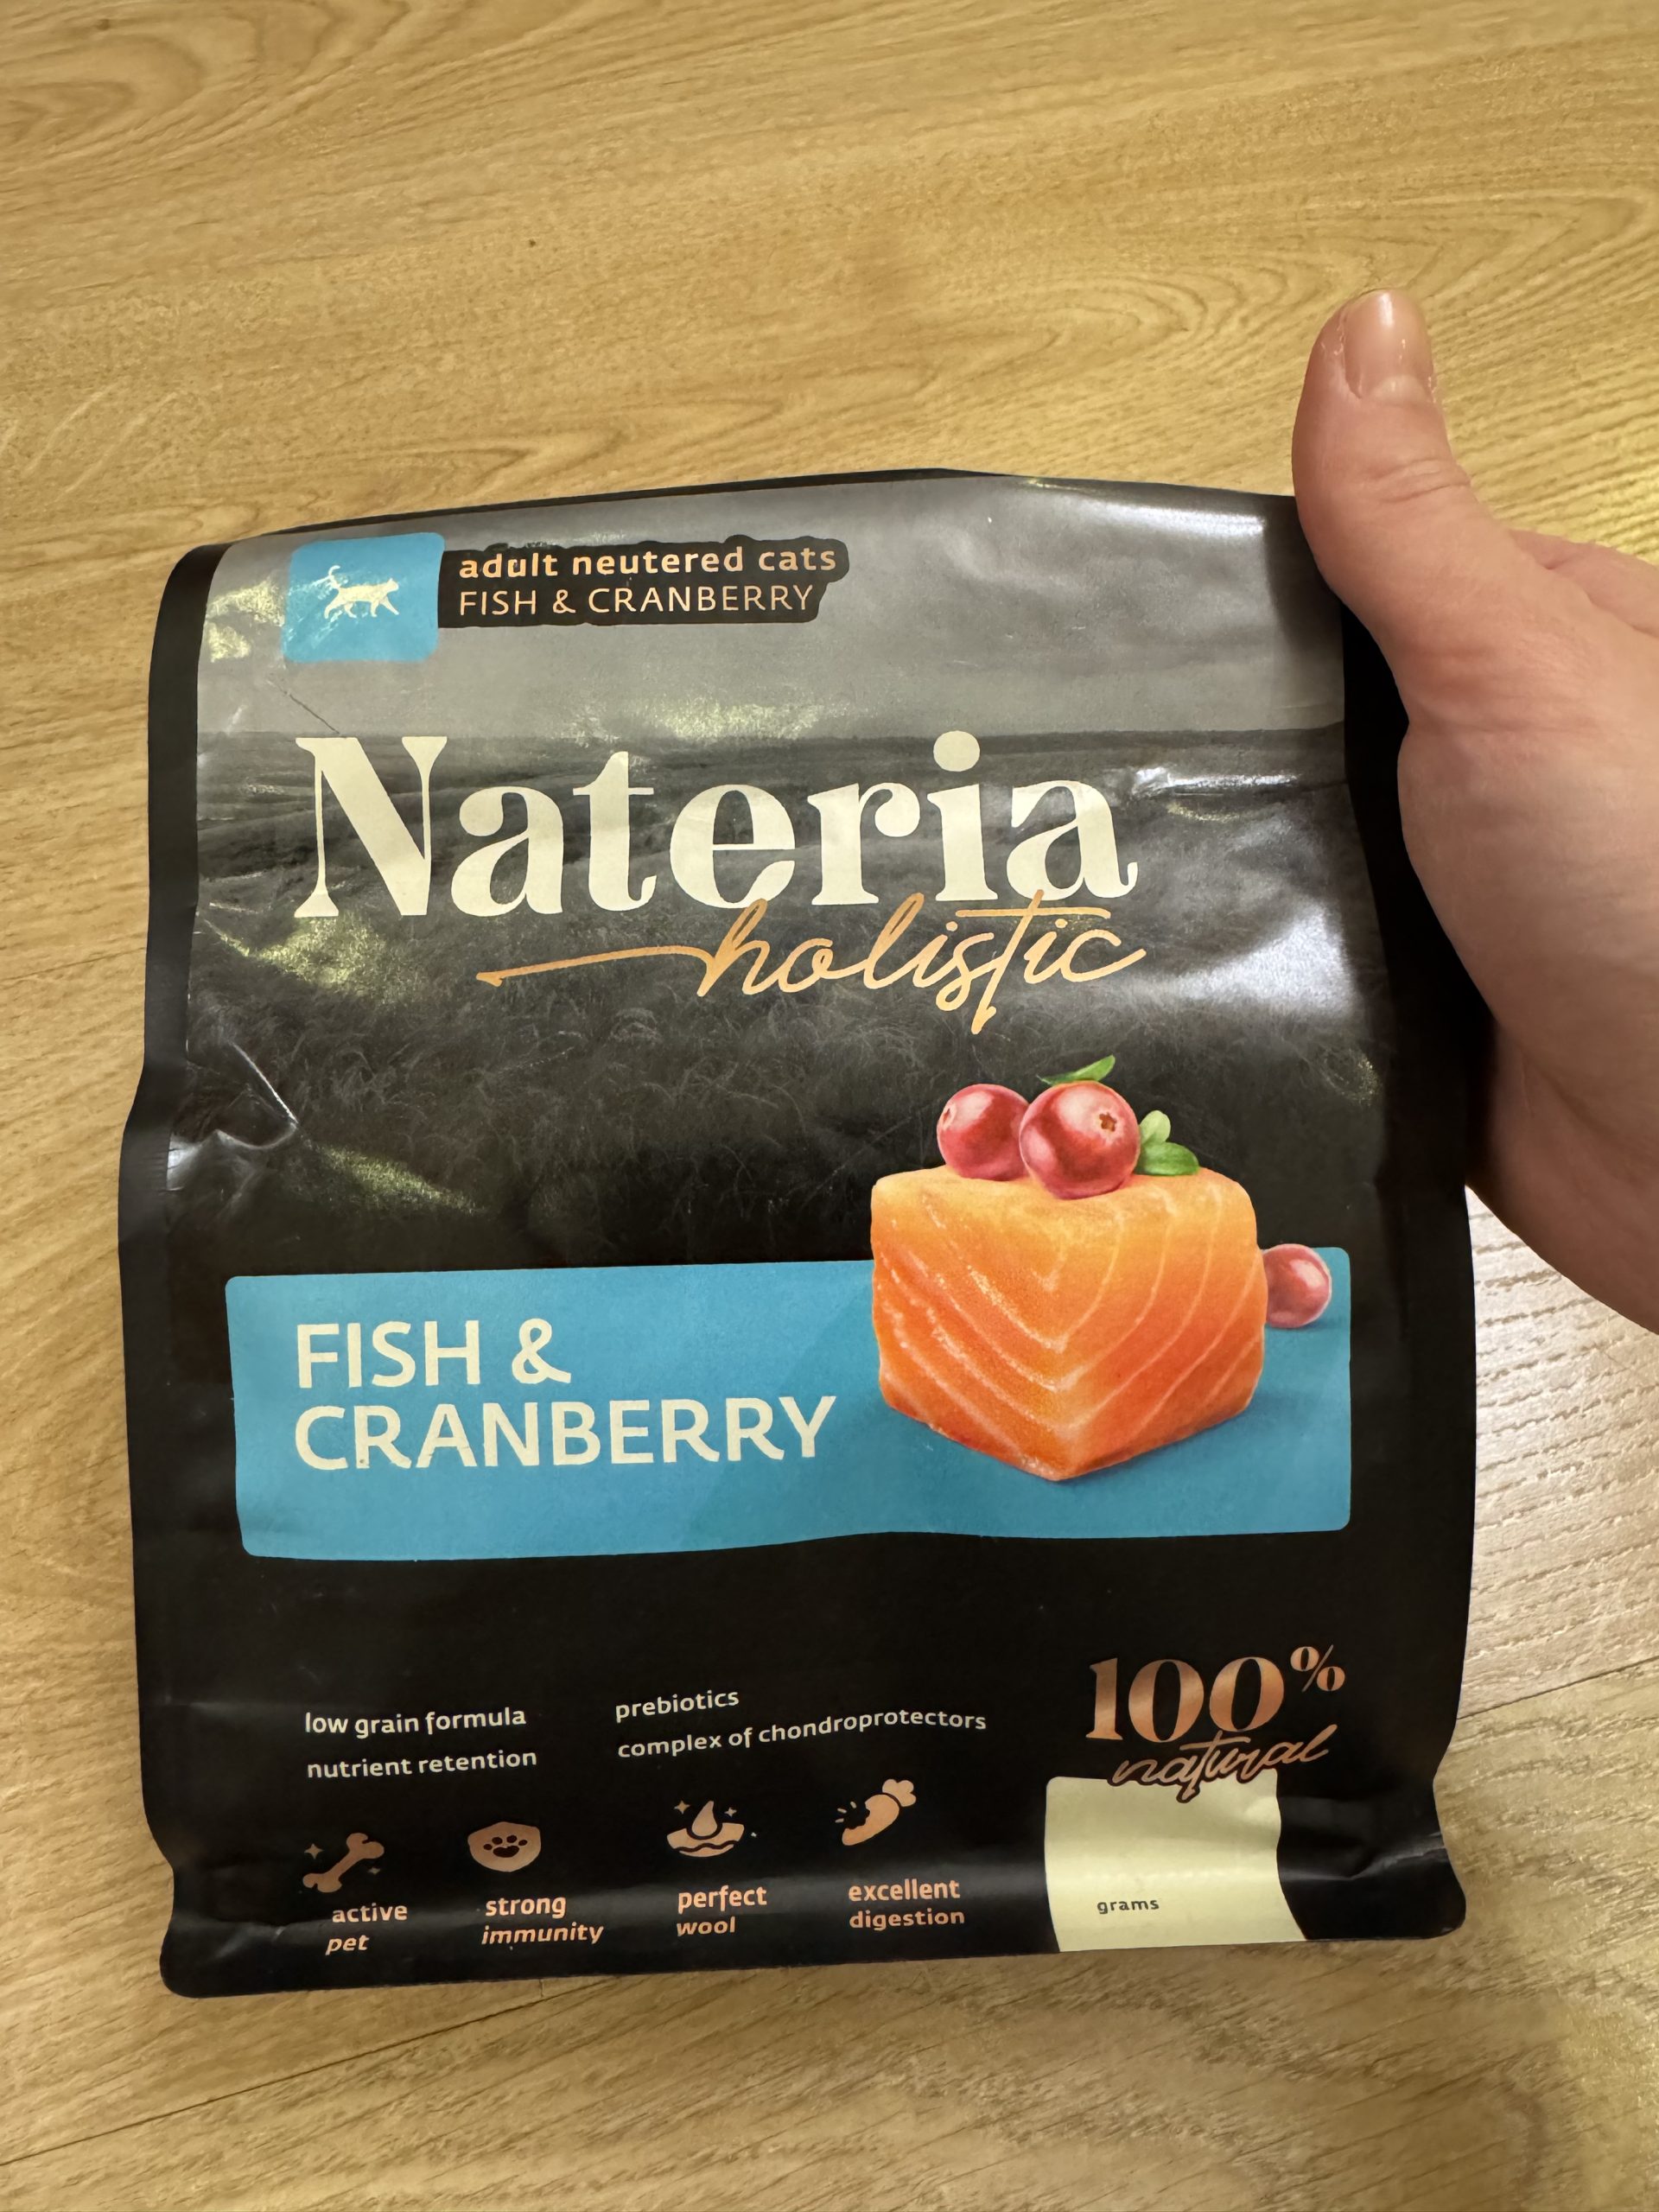 adult neutered cats
FISH & CRANBERRY
Nateria
holistic
FISH &
CRANBERRY
low grain formula
nutrient retention
prebiotics
complex of chondroprotectors
100%
natural
active
pet
strong
immunity
perfect
wool
excellent
digestion
grams